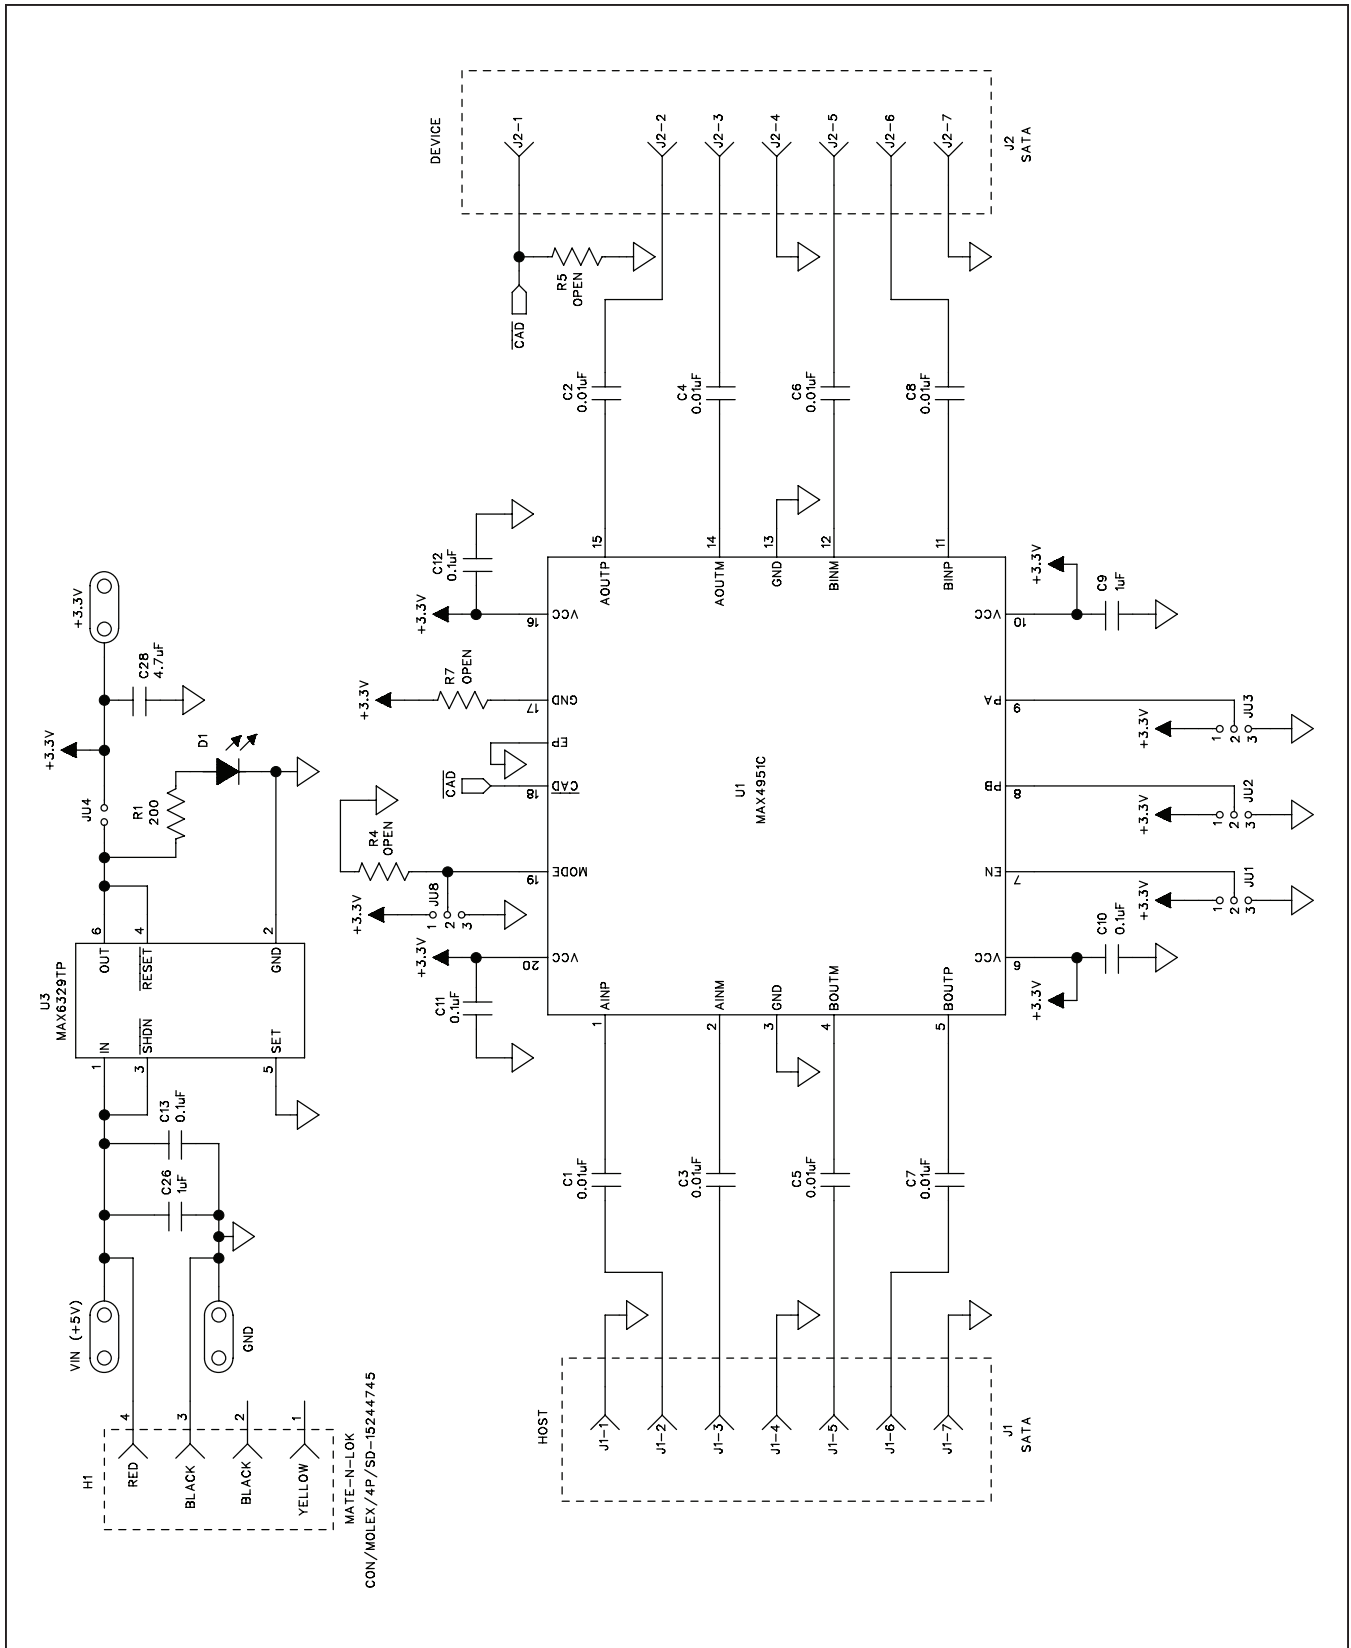 H1
RED
4
BLACK
3
BLACK
2
YELLOW
1
MATE-N-LOK
CON/MOLEX/4P/SD-15244745
VIN (+5V)
GND
C26
1uF
C13
0.1uF
U3
MAX6329TP
1
IN
3
SHDN
5
SET
OUT
6
RESET
4
GND
2
R1
200
JU4
D1
+3.3V
C28
4.7uF
+3.3V
HOST
J1-1
J1-2
J1-3
J1-4
J1-5
J1-6
J1-7
J1
SATA
C1
0.01uF
C3
0.01uF
C5
0.01uF
C7
0.01uF
U1
MAX4951C
1
AINP
2
AINM
3
GND
4
BOUTM
5
BOUTP
C11
0.1uF
+3.3V
20
VCC
+3.3V
1
2
3
JU8
R4
OPEN
19
MODE
CAD
18
CAD
EP
+3.3V
R7
OPEN
17
GND
+3.3V
C12
0.1uF
16
VCC
AOUTP
15
AOUTM
14
GND
13
BINM
12
BINP
11
VCC
6
+3.3V
C10
0.1uF
EN
7
+3.3V
1
2
3
JU1
PB
8
+3.3V
1
2
3
JU2
PA
9
+3.3V
1
2
3
JU3
VCC
10
+3.3V
C9
1uF
C2
0.01uF
C4
0.01uF
C6
0.01uF
C8
0.01uF
CAD
R5
OPEN
DEVICE
J2-1
J2-2
J2-3
J2-4
J2-5
J2-6
J2-7
J2
SATA